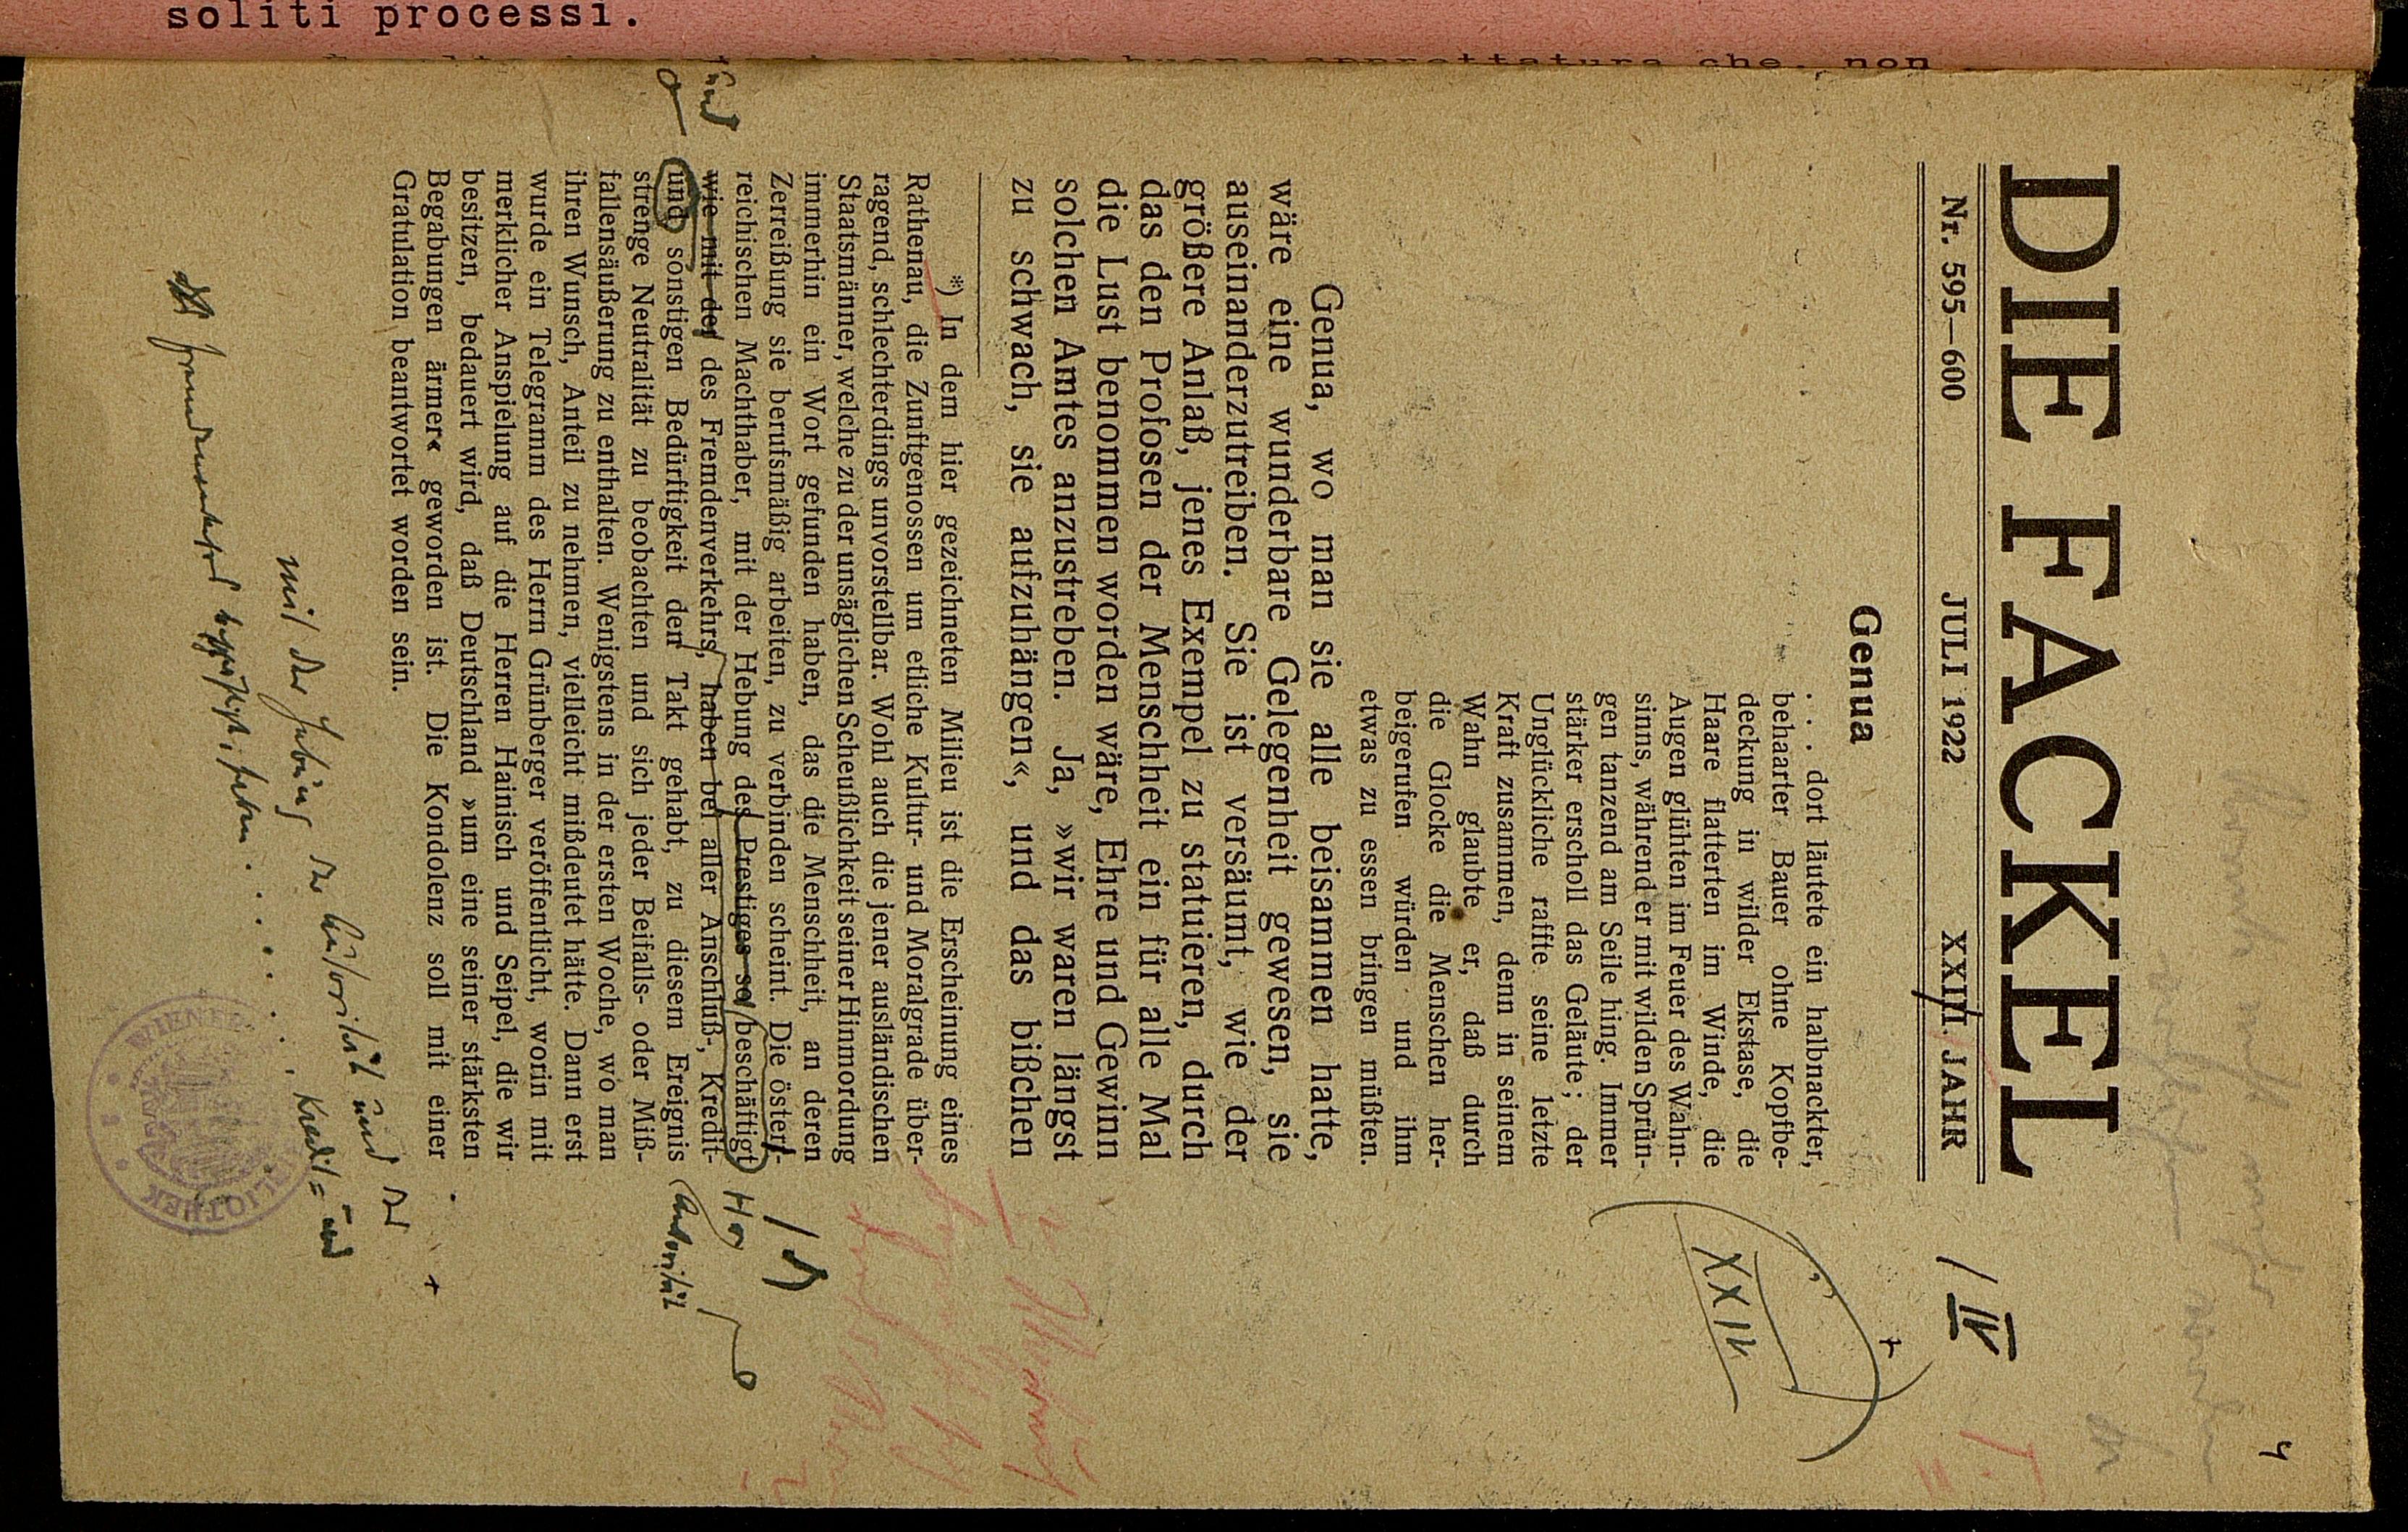 soliti processi.
4
DIE FACKEL
Nr. 595—600 JULI 1922 XXIII. JAHR
/ IV
XXIV
Genua
. . . dort läutete ein halbnackter,
behaarter Bauer ohne Kopfbe-
deckung in wilder Ekstase, die
Haare flatterten im Winde, die
Augen glühten im Feuer des Wahn-
sinns, während er mit wilden Sprün-
gen tanzend am Seile hing. Immer
stärker erscholl das Geläute; der
Unglückliche raffte seine letzte
Kraft zusammen, denn in seinem
Wahn glaubte er, daß durch
die Glocke die Menschen her-
beigerufen würden und ihm
etwas zu essen bringen müßten.
Genua, wo man sie alle beisammen hatte,
wäre eine wunderbare Gelegenheit gewesen, sie
auseinanderzutreiben. Sie ist versäumt, wie der
größere Anlaß, jenes Exempel zu statuieren, durch
das den Profosen der Menschheit ein für alle Mal
die Lust benommen worden wäre, Ehre und Gewinn
solchen Amtes anzustreben. Ja, »wir waren längst
zu schwach, sie aufzuhängen«, und das bißchen
*) In dem hier gezeichneten Milieu ist die Erscheinung eines
Rathenau, die Zunftgenossen um etliche Kultur- und Moralgrade über-
ragend, schlechterdings unvorstellbar. Wohl auch die jener ausländischen
Staatsmänner, welche zu der unsäglichen Scheußlichkeit seiner Hinmordung
immerhin ein Wort gefunden haben, das die Menschheit, an deren
Zerreißung sie berufsmäßig arbeiten, zu verbinden scheint. Die öster-
reichischen Machthaber, mit der Hebung des Prestiges so beschäftigt
wie mit der des Fremdenverkehrs, haben bei aller Anschluß-, Kredit-
und sonstigen Bedürftigkeit den Takt gehabt, zu diesem Ereignis
strenge Neutralität zu beobachten und sich jeder Beifalls- oder Miß-
fallensäußerung zu enthalten. Wenigstens in der ersten Woche, wo man
ihren Wunsch, Anteil zu nehmen, vielleicht mißdeutet hätte. Dann erst
wurde ein Telegramm des Herrn Grünberger veröffentlicht, worin mit
merklicher Anspielung auf die Herren Hainisch und Seipel, die wir
besitzen, bedauert wird, daß Deutschland »um eine seiner stärksten
Begabungen ärmer« geworden ist. Die Kondolenz soll mit einer
Gratulation beantwortet worden sein.
und
Autorität
mit der Hebung der Autorität und der
Kredit- und